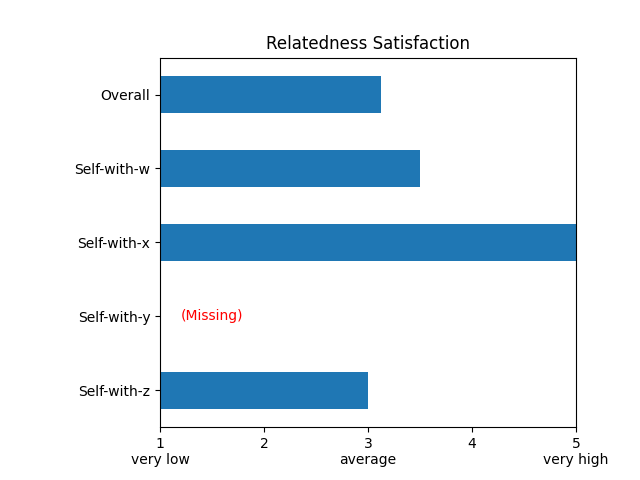 Relatedness Satisfaction
Overall
Self-with-w
Self-with-x
Self-with-y
(Missing)
Self-with-z
1 2 3 4 5
very low average very high